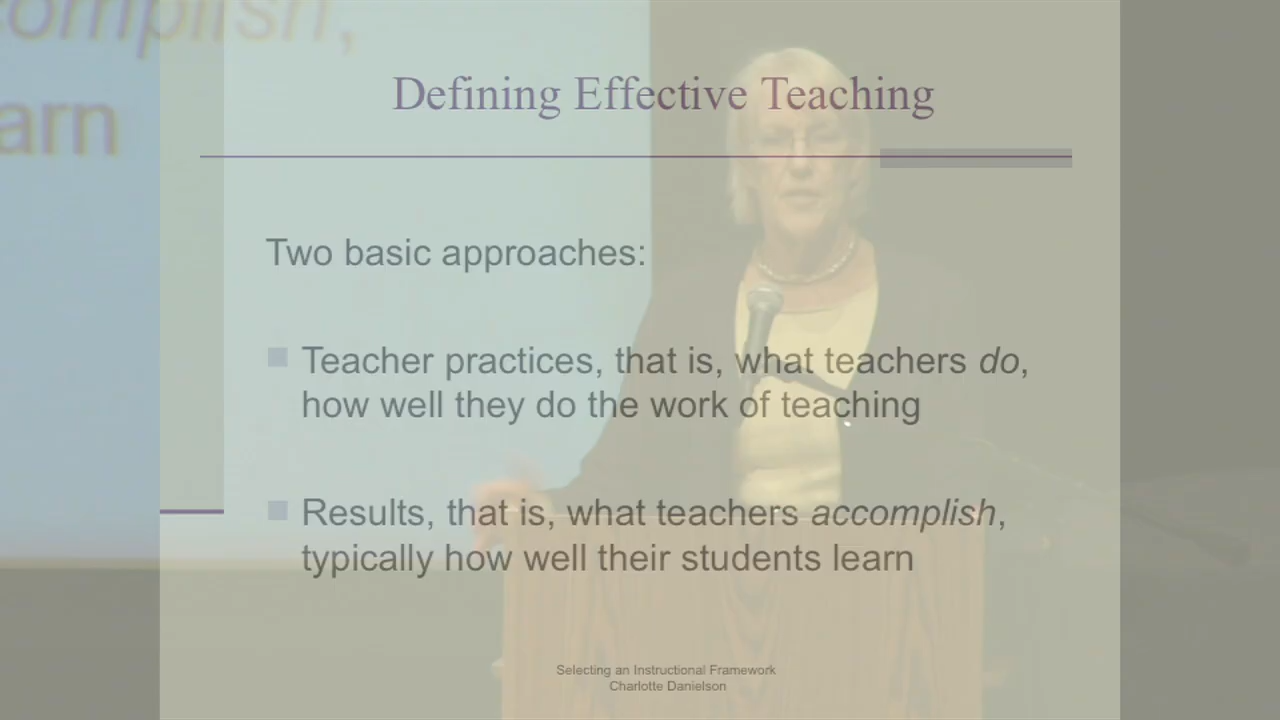 complish,
arn
Defining Effective Teaching
Two basic approaches:
Teacher practices, that is, what teachers do,
how well they do the work of teaching
Results, that is, what teachers accomplish,
typically how well their students learn
Selecting an Instructional Framework
Charlotte Danielson